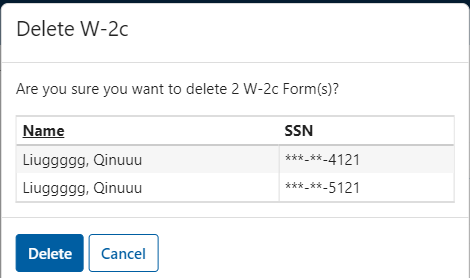 Delete W-2c
Are you sure you want to delete 2 W-2c Form(s)?
Name SSN
Liuggggg, Qinuuu ***-**-4121
Liuggggg, Qinuuu ***-**-5121
Delete Cancel